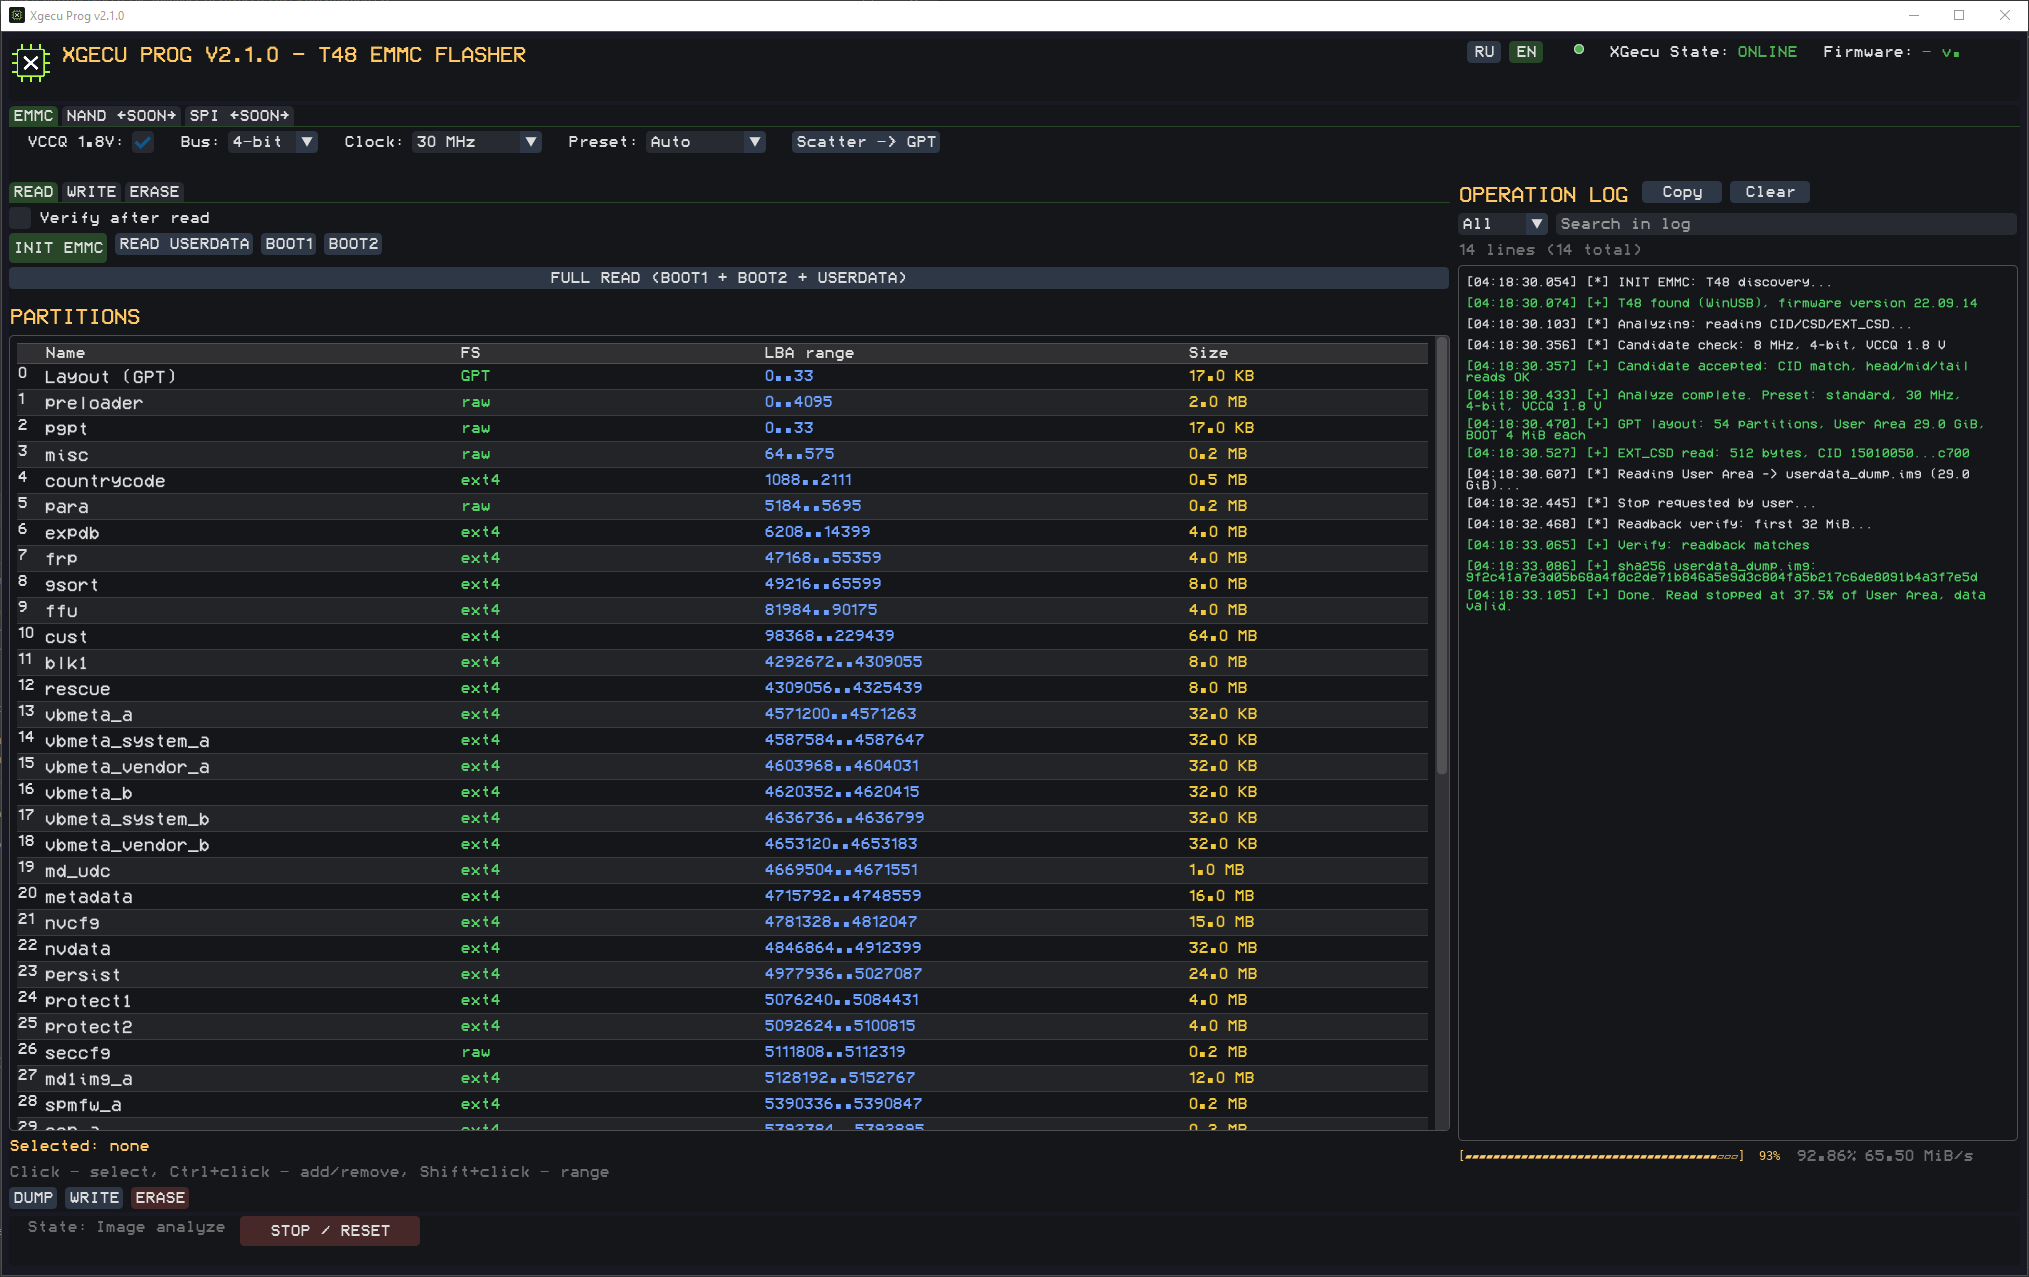 Xgecu Prog v2.1.0
XGECU PROG V2.1.0 - T48 EMMC FLASHER
RU EN XGecu State: ONLINE Firmware: - v.
EMMC NAND <SOON> SPI <SOON>
VCCQ 1.8V: Bus: 4-bit Clock: 30 MHz Preset: Auto Scatter -> GPT
READ WRITE ERASE
Verify after read
INIT EMMC READ USERDATA BOOT1 BOOT2
FULL READ (BOOT1 + BOOT2 + USERDATA)
PARTITIONS
Name FS LBA range Size
0 Layout (GPT) GPT 0..33 17.0 KB
1 preloader raw 0..4095 2.0 MB
2 pgpt raw 0..33 17.0 KB
3 misc raw 64..575 0.2 MB
4 countrycode ext4 1088..2111 0.5 MB
5 para raw 5184..5695 0.2 MB
6 expdb ext4 6208..14399 4.0 MB
7 frp ext4 47168..55359 4.0 MB
8 gsort ext4 49216..65599 8.0 MB
9 ffu ext4 81984..90175 4.0 MB
10 cust ext4 98368..229439 64.0 MB
11 blk1 ext4 4292672..4309055 8.0 MB
12 rescue ext4 4309056..4325439 8.0 MB
13 vbmeta_a ext4 4571200..4571263 32.0 KB
14 vbmeta_system_a ext4 4587584..4587647 32.0 KB
15 vbmeta_vendor_a ext4 4603968..4604031 32.0 KB
16 vbmeta_b ext4 4620352..4620415 32.0 KB
17 vbmeta_system_b ext4 4636736..4636799 32.0 KB
18 vbmeta_vendor_b ext4 4653120..4653183 32.0 KB
19 md_udc ext4 4669504..4671551 1.0 MB
20 metadata ext4 4715792..4748559 16.0 MB
21 nvcfg ext4 4781328..4812047 15.0 MB
22 nvdata ext4 4846864..4912399 32.0 MB
23 persist ext4 4977936..5027087 24.0 MB
24 protect1 ext4 5076240..5084431 4.0 MB
25 protect2 ext4 5092624..5100815 4.0 MB
26 seccfg raw 5111808..5112319 0.2 MB
27 md1img_a ext4 5128192..5152767 12.0 MB
28 spmfw_a ext4 5390336..5390847 0.2 MB
29 ext4
Selected: none
Click - select, Ctrl+click - add/remove, Shift+click - range
DUMP WRITE ERASE
State: Image analyze STOP / RESET
OPERATION LOG Copy Clear
All Search in log
14 lines (14 total)
[04:18:30.054] [*] INIT EMMC: T48 discovery...
[04:18:30.074] [+] T48 found (WinUSB), firmware version 22.09.14
[04:18:30.103] [*] Analyzing: reading CID/CSD/EXT_CSD...
[04:18:30.356] [*] Candidate check: 8 MHz, 4-bit, VCCQ 1.8 V
[04:18:30.357] [+] Candidate accepted: CID match, head/mid/tail
reads OK
[04:18:30.433] [+] Analyze complete. Preset: standard, 30 MHz,
4-bit, VCCQ 1.8 V
[04:18:30.470] [+] GPT layout: 54 partitions, User Area 29.0 GiB,
BOOT 4 MiB each
[04:18:30.527] [+] EXT_CSD read: 512 bytes, CID 15010050...c700
[04:18:30.607] [*] Reading User Area -> userdata_dump.img (29.0
GiB)...
[04:18:32.445] [*] Stop requested by user...
[04:18:32.468] [*] Readback verify: first 32 MiB...
[04:18:33.065] [+] Verify: readback matches
[04:18:33.086] [+] sha256 userdata_dump.img:
9f2c41a7e3d05b68a4f0c2de71b846a5e9d3c804fa5b217c6de8091b4a3f7e5d
[04:18:33.105] [+] Done. Read stopped at 37.5% of User Area, data
valid.
93% 92.86% 65.50 MiB/s